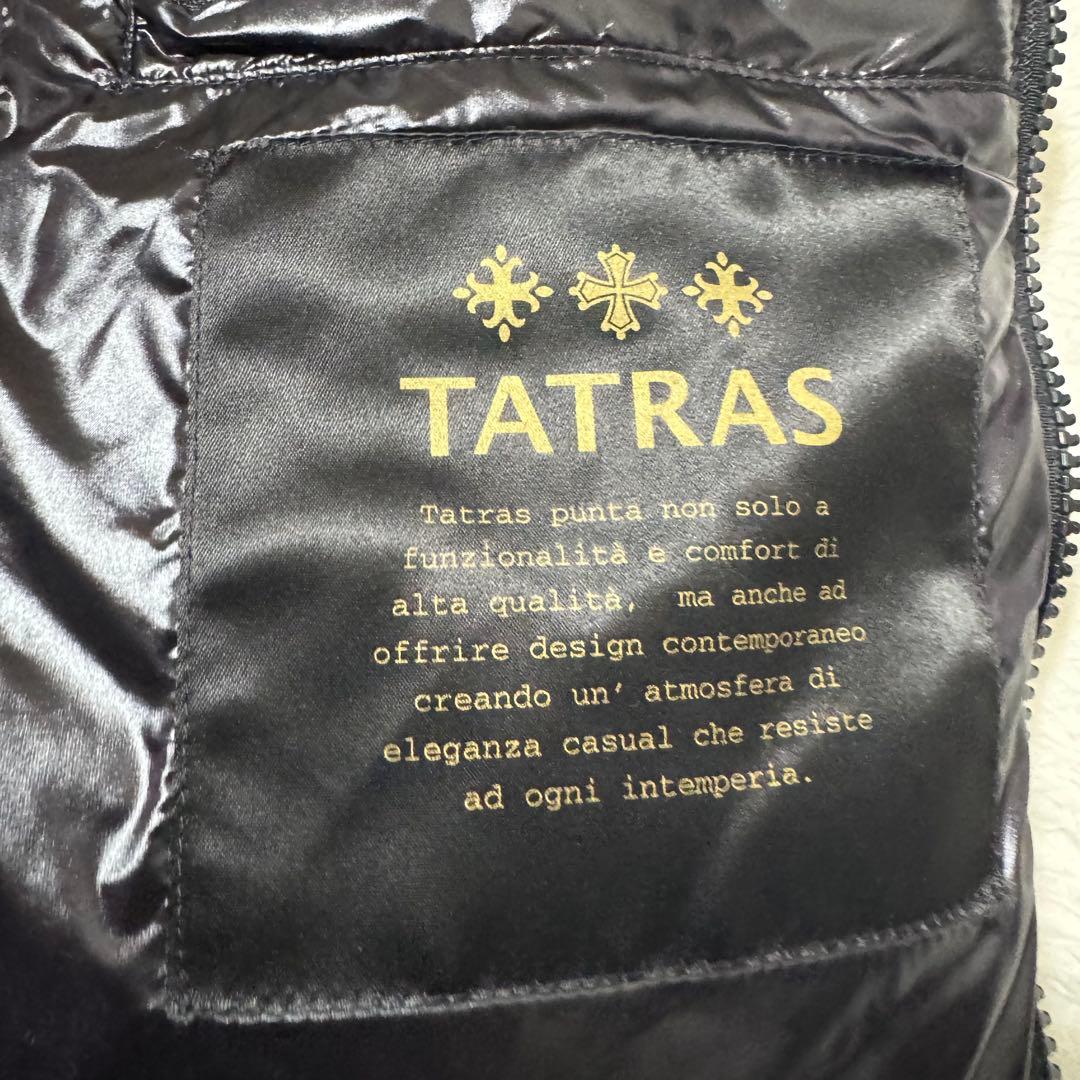 TATRAS
Tatras punta non solo a
funzionalità e comfort di
alta qualità, ma anche ad
offrire design contemporaneo
creando un' atmosfera di
eleganza casual che resiste
ad ogni intemperia.